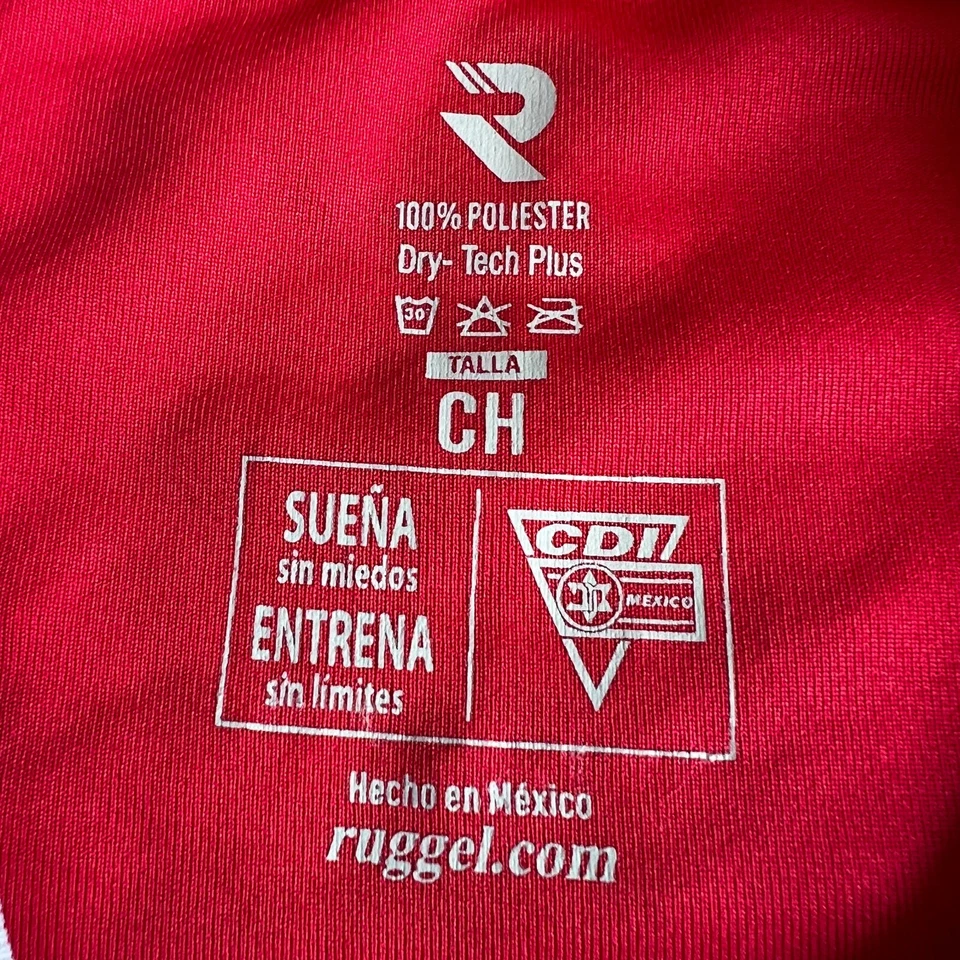 100% POLIESTER
Dry- Tech Plus
30°
TALLA
CH
SUEÑA
sin miedos
ENTRENA
sin límites
CDI
MEXICO
Hecho en México
ruggel.com